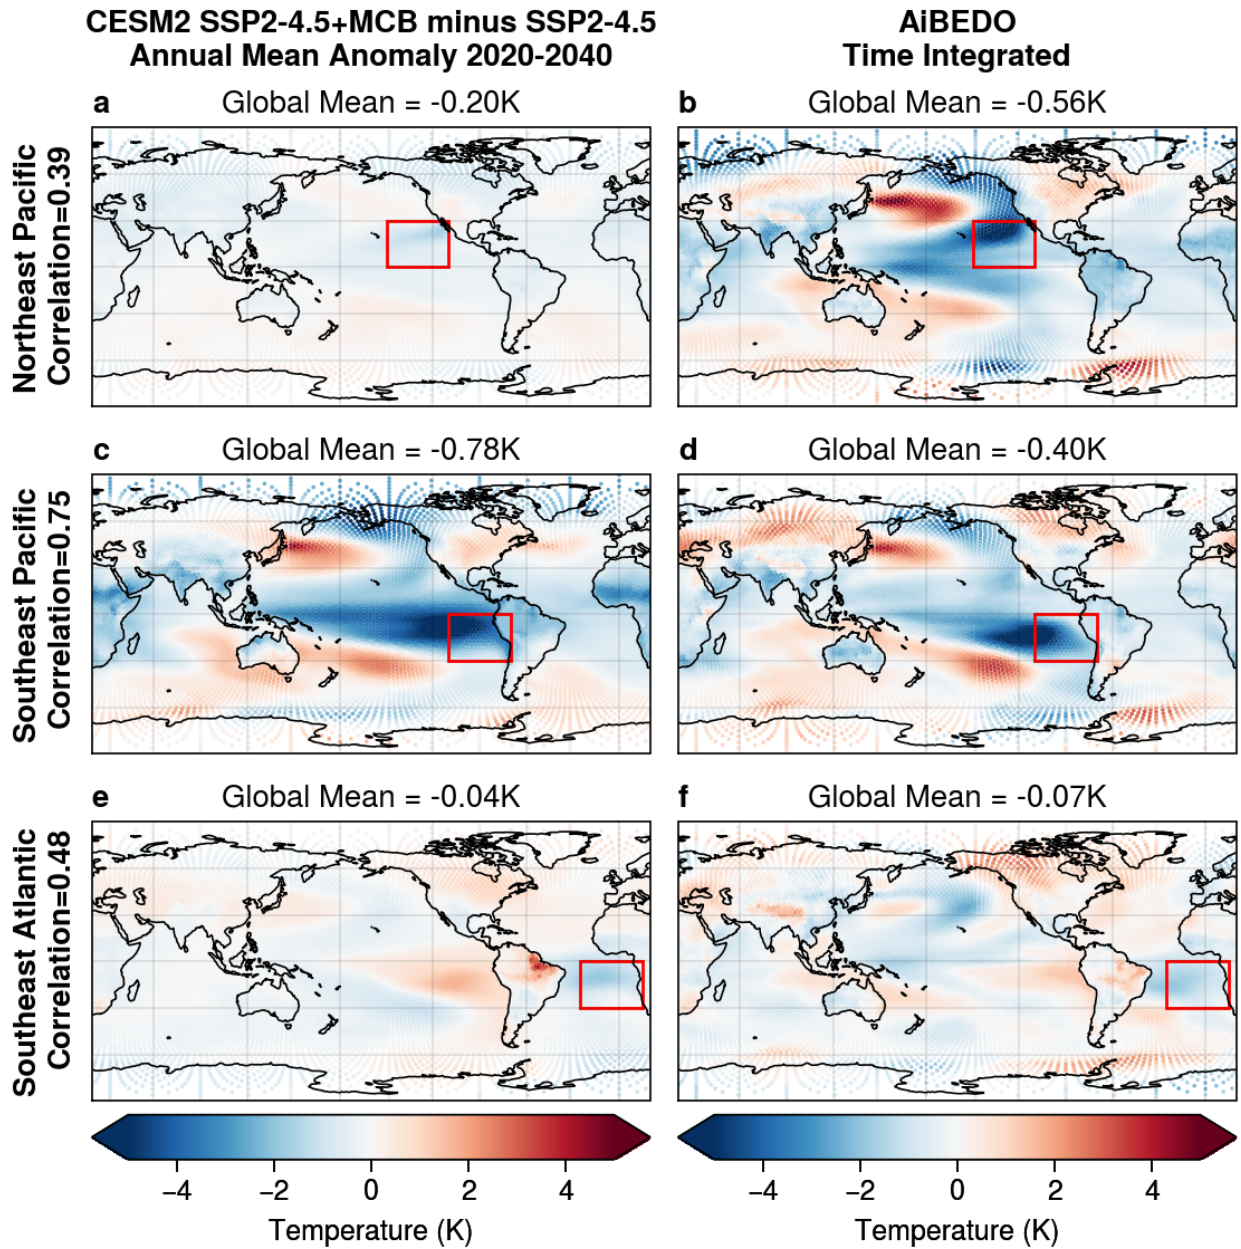 CESM2 SSP2-4.5+MCB minus SSP2-4.5
Annual Mean Anomaly 2020-2040
AiBEDO
Time Integrated
a
Global Mean = -0.20K
b
Global Mean = -0.56K
Northeast Pacific
Correlation=0.39
c
Global Mean = -0.78K
d
Global Mean = -0.40K
Southeast Pacific
Correlation=0.75
e
Global Mean = -0.04K
f
Global Mean = -0.07K
Southeast Atlantic
Correlation=0.48
−4 −2 0 2 4
Temperature (K)
−4 −2 0 2 4
Temperature (K)